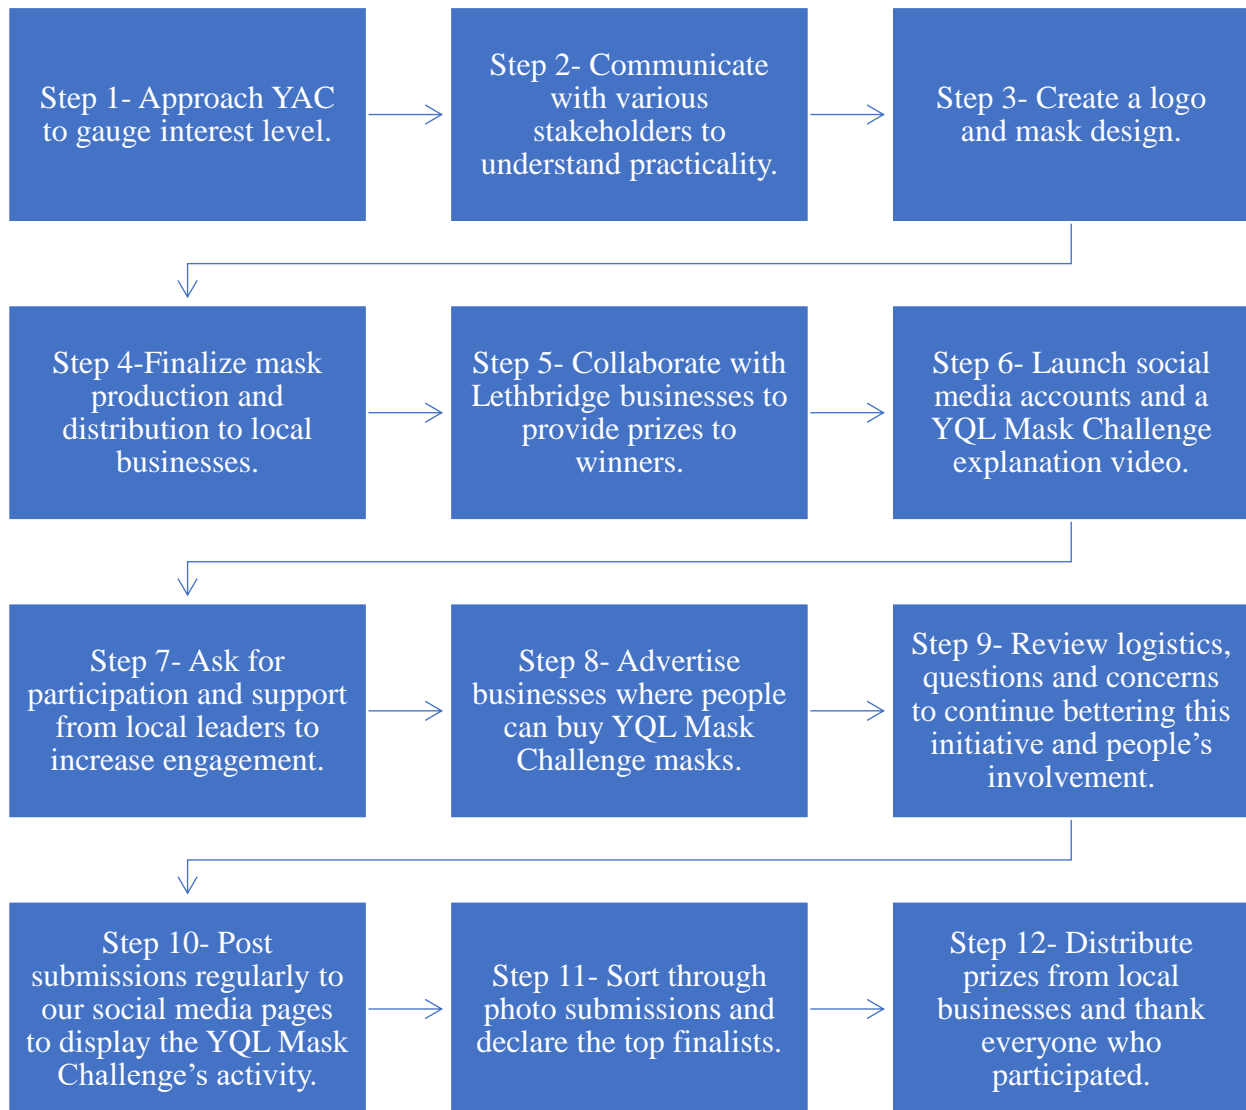 Step 1- Approach YAC
to gauge interest level.
Step 2- Communicate
with various
stakeholders to
understand practicality.
Step 3- Create a logo
and mask design.
Step 4-Finalize mask
production and
distribution to local
businesses.
Step 5- Collaborate with
Lethbridge businesses to
provide prizes to
winners.
Step 6- Launch social
media accounts and a
YQL Mask Challenge
explanation video.
Step 7- Ask for
participation and support
from local leaders to
increase engagement.
Step 8- Advertise
businesses where people
can buy YQL Mask
Challenge masks.
Step 9- Review logistics,
questions and concerns
to continue bettering this
initiative and people’s
involvement.
Step 10- Post
submissions regularly to
our social media pages
to display the YQL Mask
Challenge’s activity.
Step 11- Sort through
photo submissions and
declare the top finalists.
Step 12- Distribute
prizes from local
businesses and thank
everyone who
participated.